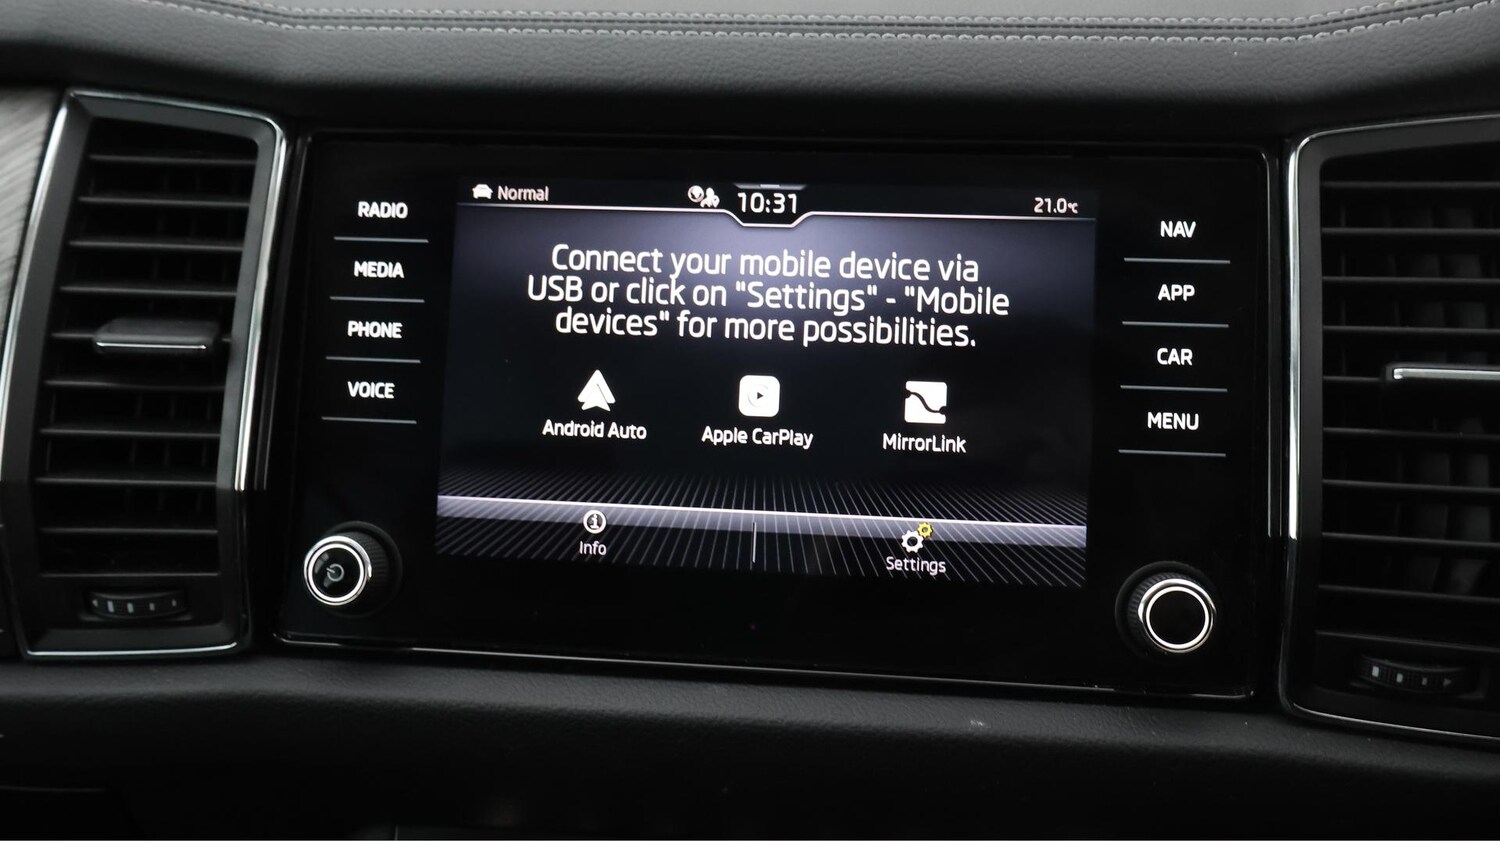 Normal
10:31
21.0°C
RADIO
MEDIA
PHONE
VOICE
Connect your mobile device via
USB or click on "Settings" - "Mobile
devices" for more possibilities.
Android Auto
Apple CarPlay
MirrorLink
Info
Settings
NAV
APP
CAR
MENU